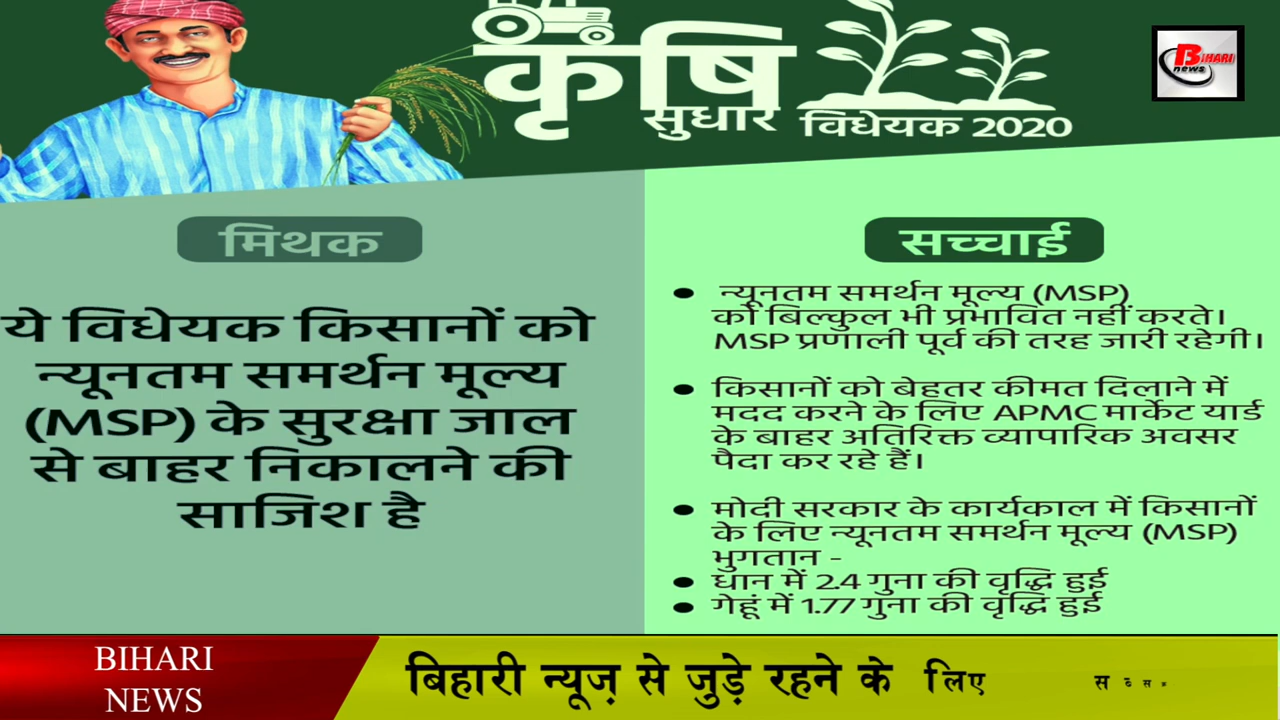 कृषि
सुधार विधेयक 2020
BIHARI
news
मिथक
ये विधेयक किसानों को
न्यूनतम समर्थन मूल्य
(MSP) के सुरक्षा जाल
से बाहर निकालने की
साजिश है
सच्चाई
● न्यूनतम समर्थन मूल्य (MSP)
को बिल्कुल भी प्रभावित नहीं करते।
MSP प्रणाली पूर्व की तरह जारी रहेगी।
● किसानों को बेहतर कीमत दिलाने में
मदद करने के लिए APMC मार्केट यार्ड
के बाहर अतिरिक्त व्यापारिक अवसर
पैदा कर रहे हैं।
● मोदी सरकार के कार्यकाल में किसानों
के लिए न्यूनतम समर्थन मूल्य (MSP)
भुगतान -
● धान में 2.4 गुना की वृद्धि हुई
● गेहूं में 1.77 गुना की वृद्धि हुई
BIHARI
NEWS
बिहारी न्यूज़ से जुड़े रहने के लिए